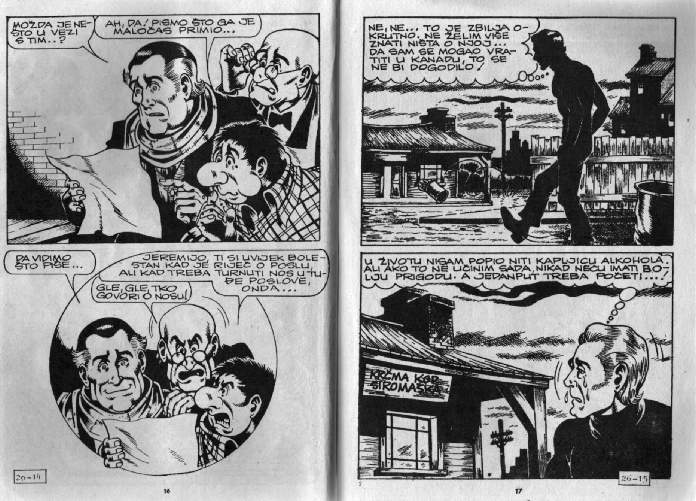 MOŽDA JE NE-
ŠTO U VEZI
S TIM..?
AH, DA! PISMO ŠTO GA JE
MALOČAS PRIMIO...
DA VIDIMO
ŠTO PIŠE...
JEREMIJO, TI SI UVIJEK BOLE-
STAN KAD JE RIJEČ O POSLU,
ALI KAD TREBA TURNUTI NOS U TU-
ĐE POSLOVE,
ONDA...
GLE, GLE, TKO
GOVORI O NOSU!
26-14
16
NE, NE... TO JE ZBILJA O-
KRUTNO. NE ŽELIM VIŠE
ZNATI NIŠTA O NJOJ...
DA SAM SE MOGAO VRA-
TITI U KANADU, TO SE
NE BI DOGODILO!
U ŽIVOTU NISAM POPIO NITI KAPLJICU ALKOHOLA,
ALI AKO TO NE UČINIM SADA, NIKAD NEĆU IMATI BO-
LJU PRIGODU. A JEDANPUT TREBA POČETI...
KRČMA KOD
SIROMAŠKA
17
26-15